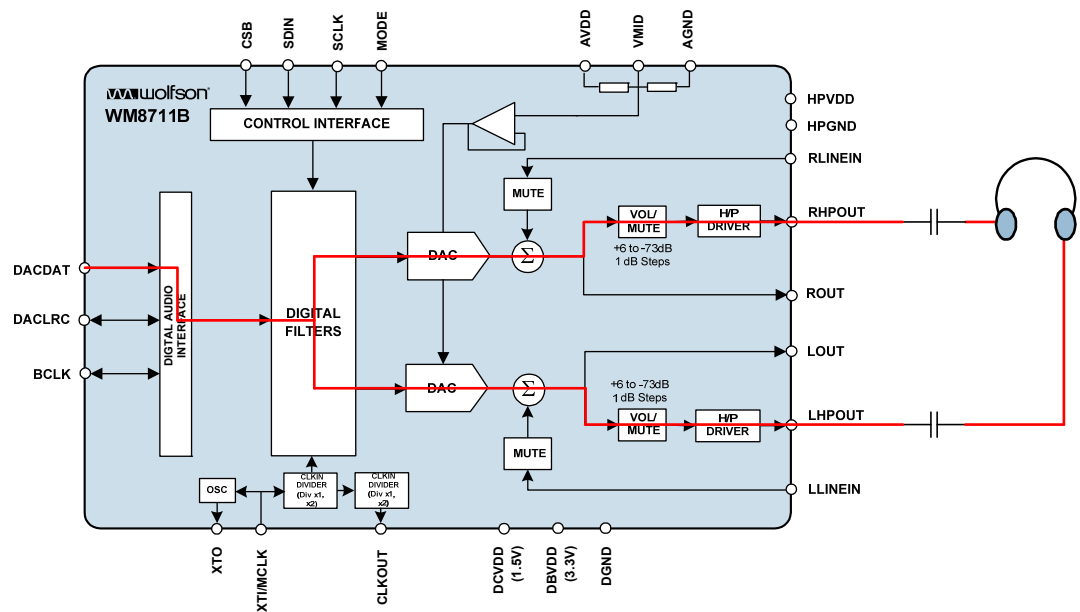 CSB
SDIN
SCLK
MODE
AVDD
VMID
AGND
wolfson®
WM8711B
CONTROL INTERFACE
HPVDD
HPGND
RLINEIN
MUTE
VOL/
MUTE
H/P
DRIVER
RHPOUT
+6 to -73dB
1 dB Steps
DAC
Σ
DACDAT
ROUT
DACLRC
DIGTAL AUDIO
INTERFACE
DIGITAL
FILTERS
LOUT
BCLK
DAC
Σ
+6 to -73dB
1 dB Steps
VOL/
MUTE
H/P
DRIVER
LHPOUT
MUTE
OSC
CLKIN
DIVIDER
(Div x1,
x2)
CLKIN
DIVIDER
(Div x1,
x2)
LLINEIN
XTO
XTI/MCLK
CLKOUT
DCVDD
(1.5V)
DBVDD
(3.3V)
DGND